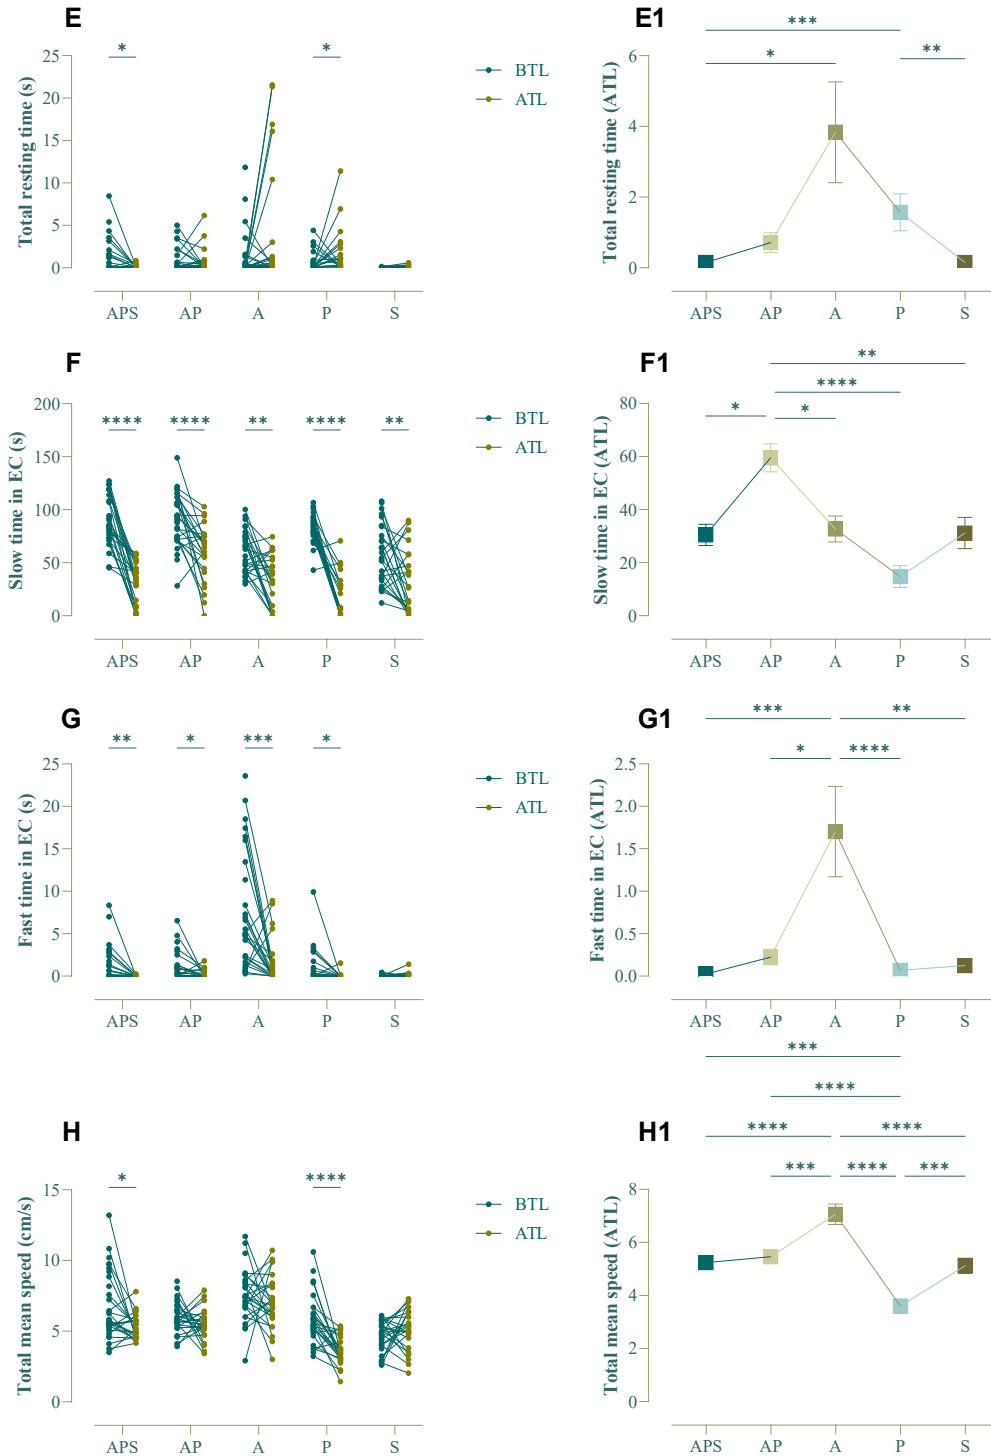 E
Total resting time (s)
25
20
15
10
5
0
*
*
BTL
ATL
APS AP A P S
E1
Total resting time (ATL)
6
4
2
0
***
*
**
APS AP A P S
F
Slow time in EC (s)
200
150
100
50
0
**** **** ** **** **
BTL
ATL
APS AP A P S
F1
Slow time in EC (ATL)
80
60
40
20
0
**
****
* *
APS AP A P S
G
Fast time in EC (s)
25
20
15
10
5
0
** * *** *
BTL
ATL
APS AP A P S
G1
Fast time in EC (ATL)
2.5
2.0
1.5
1.0
0.5
0.0
*** **
* ****
APS AP A P S
H
Total mean speed (cm/s)
15
10
5
0
* ****
BTL
ATL
APS AP A P S
H1
Total mean speed (ATL)
8
6
4
2
0
***
****
**** ****
*** **** ***
APS AP A P S